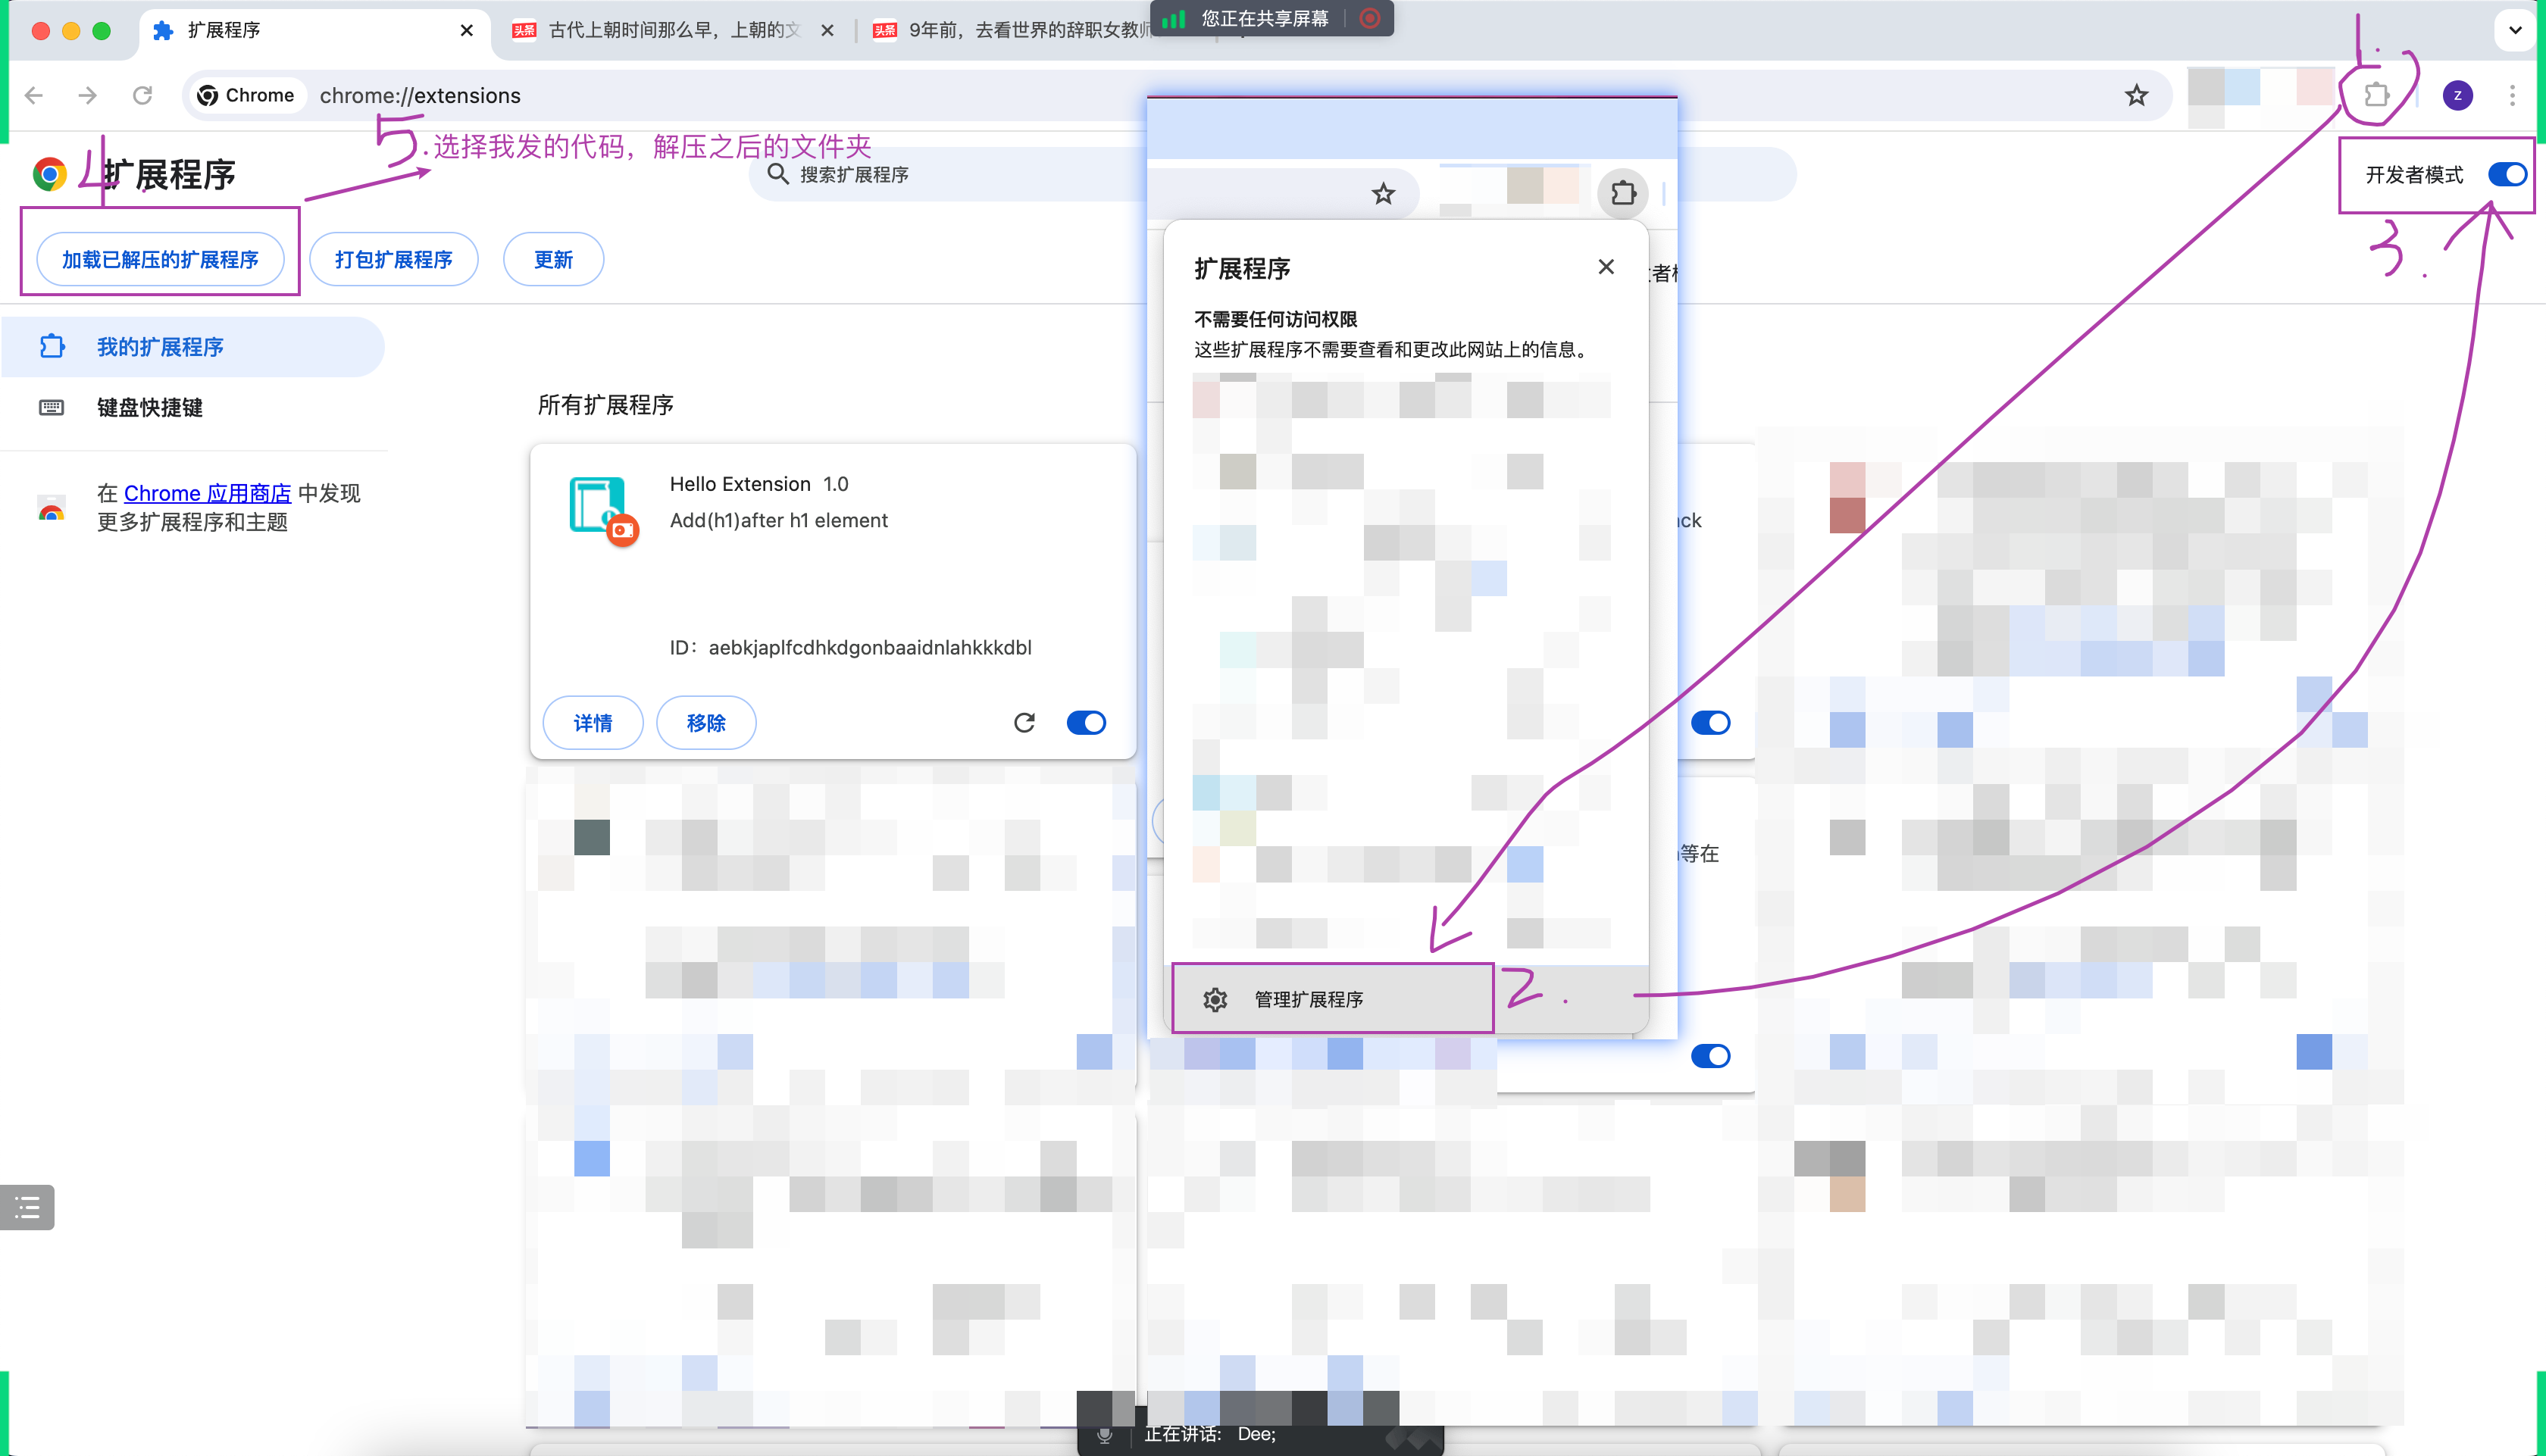 您正在共享屏幕
扩展程序
古代上朝时间那么早，上朝的文
9年前，去看世界的辞职女教师
Chrome
chrome://extensions
1.
5.选择我发的代码，解压之后的文件夹
4.
扩展程序
搜索扩展程序
开发者模式
3.
加载已解压的扩展程序
打包扩展程序
更新
我的扩展程序
键盘快捷键
在 Chrome 应用商店 中发现
更多扩展程序和主题
所有扩展程序
Hello Extension 1.0
Add(h1)after h1 element
ID：aebkjaplfcdhkdgonbaaidnlahkkkdbl
详情
移除
扩展程序
不需要任何访问权限
这些扩展程序不需要查看和更改此网站上的信息。
管理扩展程序
2.
者
ck
等在
z
正在讲话: Dee;